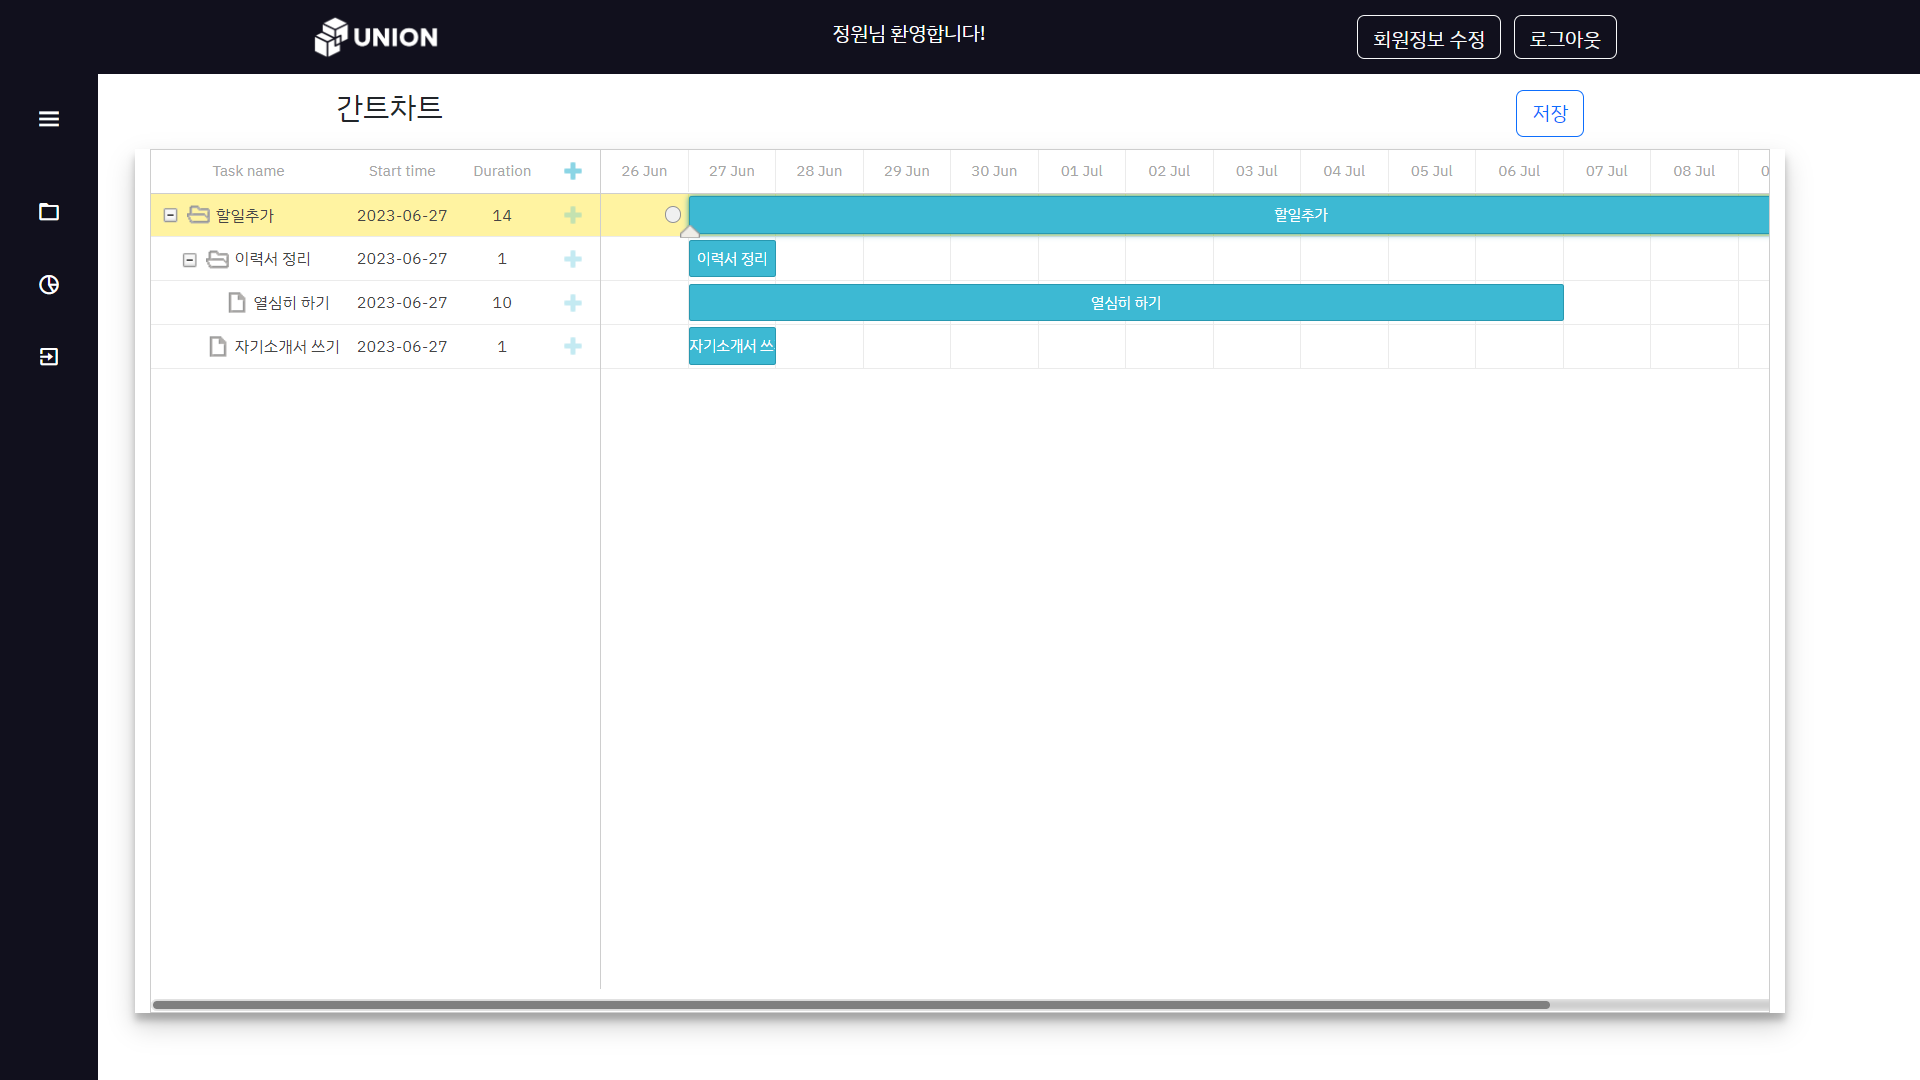 UNION
정원님 환영합니다!
회원정보 수정
로그아웃
간트차트
저장
Task name Start time Duration
26 Jun 27 Jun 28 Jun 29 Jun 30 Jun 01 Jul 02 Jul 03 Jul 04 Jul 05 Jul 06 Jul 07 Jul 08 Jul
할일추가 2023-06-27 14
할일추가
이력서 정리 2023-06-27 1
이력서 정리
열심히 하기 2023-06-27 10
열심히 하기
자기소개서 쓰기 2023-06-27 1
자기소개서 쓰